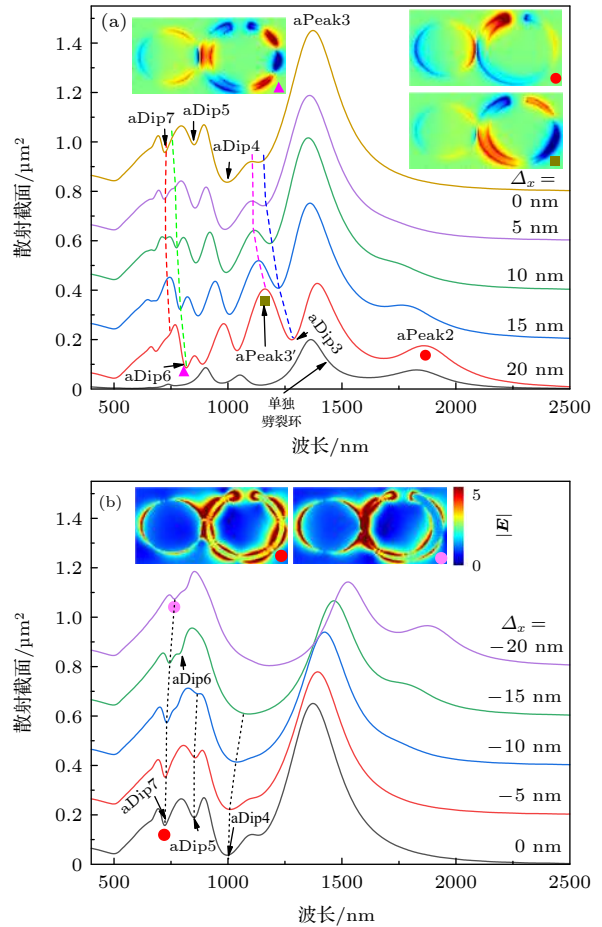 (a)
aPeak3
1.4
1.2
1.0
0.8
0.6
0.4
0.2
0
散射截面/μm²
aDip7
aDip5
aDip4
Δx =
0 nm
5 nm
10 nm
15 nm
20 nm
aDip6
aPeak3′
aDip3
aPeak2
单独
劈裂环
500
1000
1500
2000
2500
波长/nm
(b)
5
0
|E|
1.4
1.2
1.0
0.8
0.6
0.4
0.2
0
散射截面/μm²
Δx =
−20 nm
−15 nm
−10 nm
−5 nm
0 nm
aDip6
aDip7
aDip5
aDip4
500
1000
1500
2000
2500
波长/nm